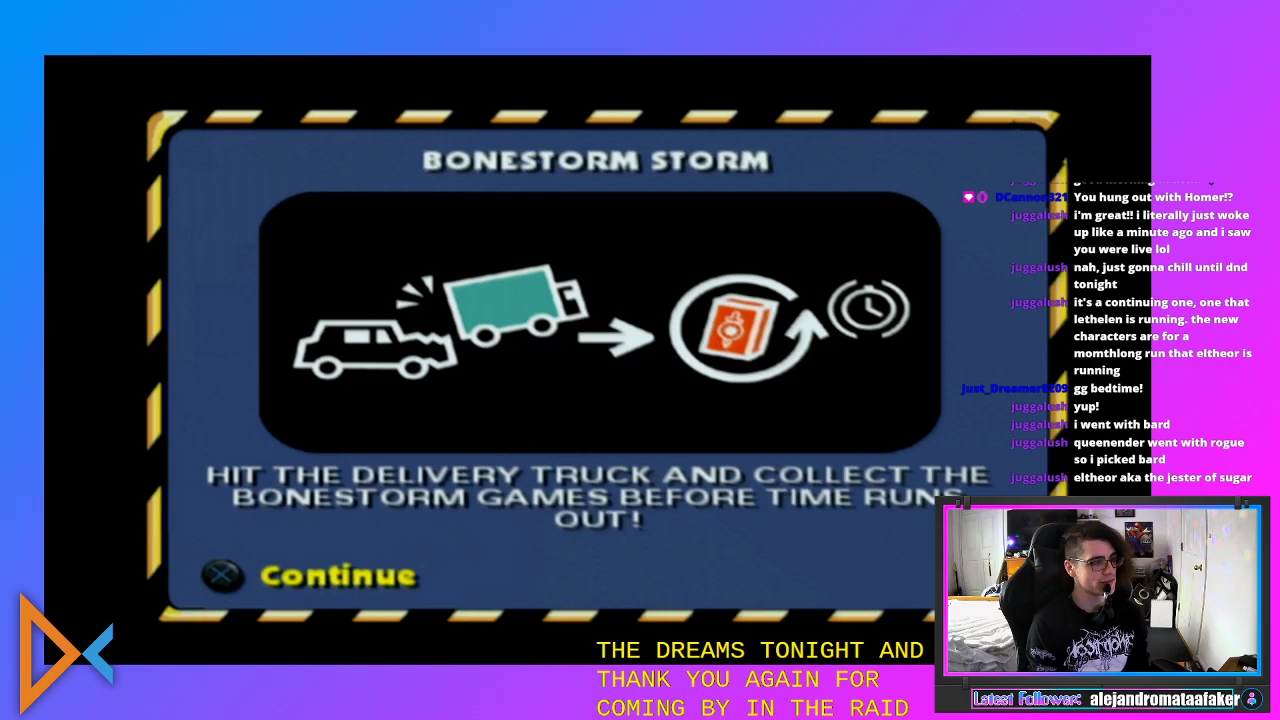 BONESTORM STORM
HIT THE DELIVERY TRUCK AND COLLECT THE
BONESTORM GAMES BEFORE TIME RUNS
OUT!
Continue
DCannon321 You hung out with Homer!?
juggalush i'm great!! i literally just woke
up like a minute ago and i saw
you were live lol
juggalush nah, just gonna chill until dnd
tonight
juggalush it's a continuing one, one that
lethelen is running. the new
characters are for a
momthlong run that eltheor is
running
Just_Dreamer0209 gg bedtime!
juggalush yup!
juggalush i went with bard
juggalush queenender went with rogue
so i picked bard
juggalush eltheor aka the jester of sugar
THE DREAMS TONIGHT AND
THANK YOU AGAIN FOR
COMING BY IN THE RAID
Latest Follower: alejandromataafaker